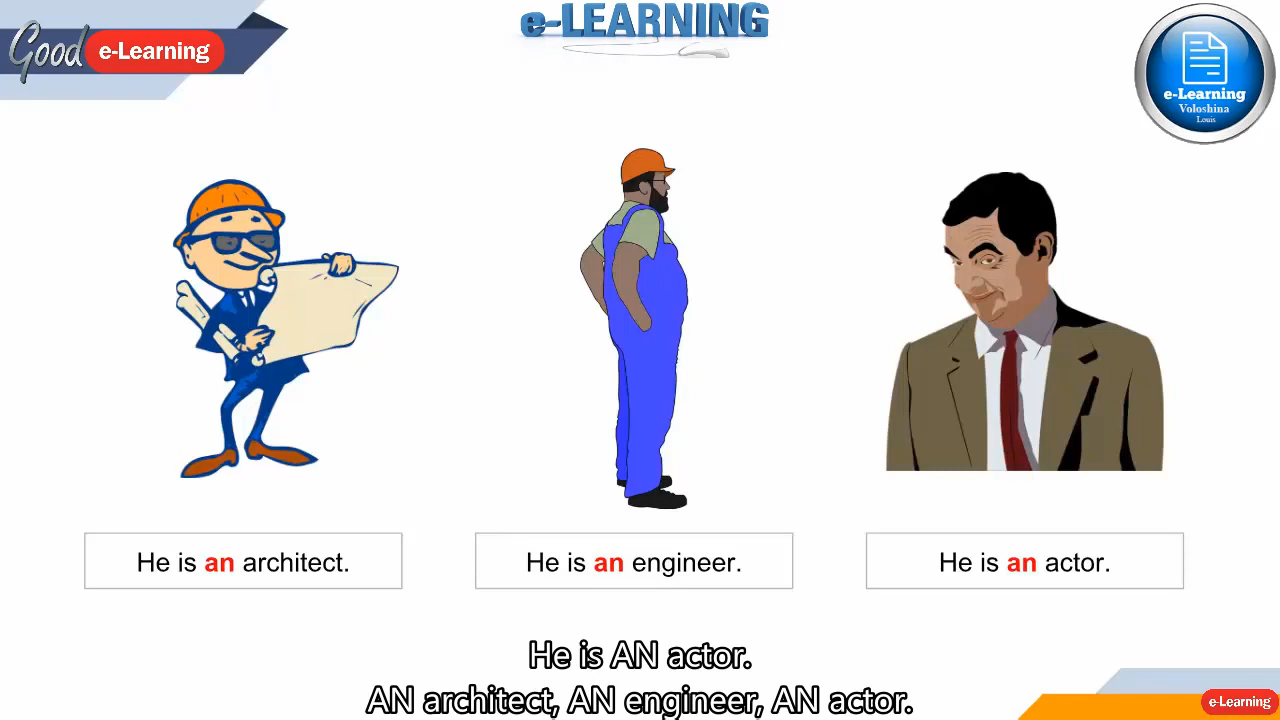 Good e-Learning
e-LEARNING
e-Learning
Voloshina
Louis
He is an architect.
He is an engineer.
He is an actor.
He is AN actor.
AN architect, AN engineer, AN actor.
e-Learning